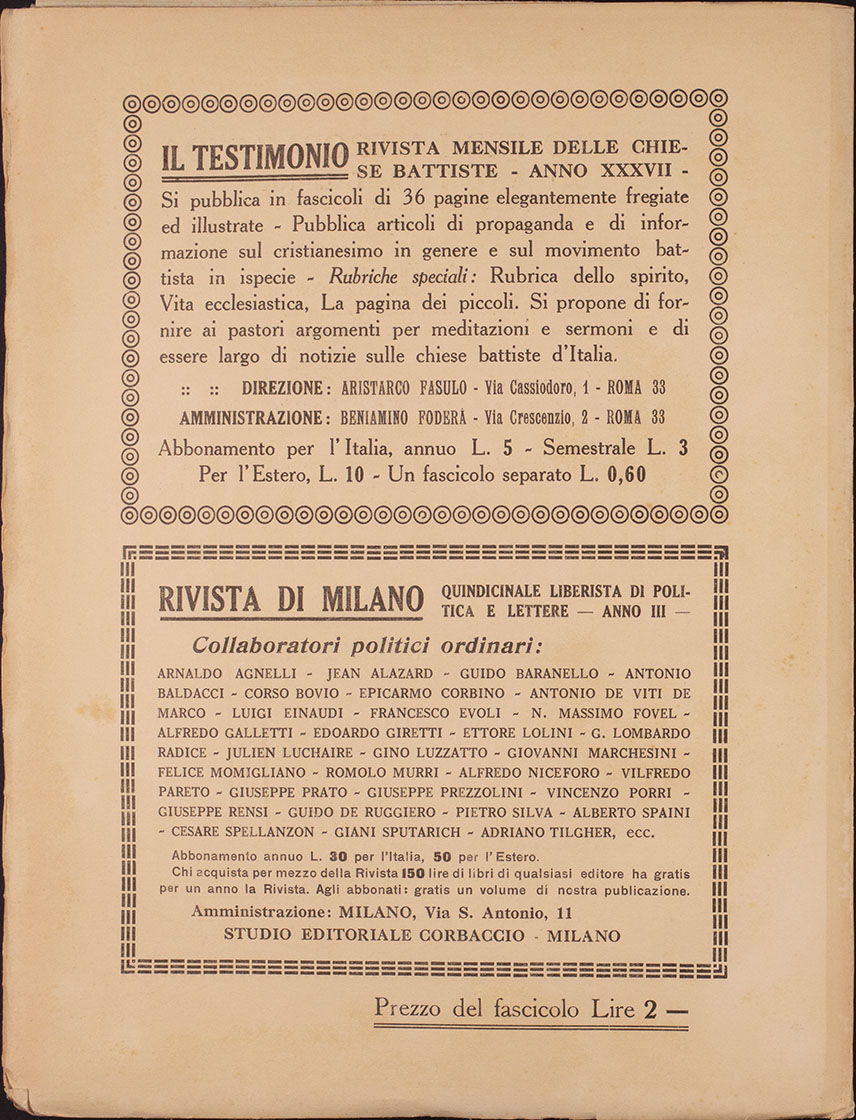 IL TESTIMONIO RIVISTA MENSILE DELLE CHIE-
SE BATTISTE - ANNO XXXVII -
Si pubblica in fascicoli di 36 pagine elegantemente fregiate
ed illustrate - Pubblica articoli di propaganda e di infor-
mazione sul cristianesimo in genere e sul movimento bat-
tista in ispecie - Rubriche speciali: Rubrica dello spirito,
Vita ecclesiastica, La pagina dei piccoli. Si propone di for-
nire ai pastori argomenti per meditazioni e sermoni e di
essere largo di notizie sulle chiese battiste d'Italia.
:: :: DIREZIONE: ARISTARCO FASULO - Via Cassiodoro, 1 - ROMA 33
AMMINISTRAZIONE: BENIAMINO FODERÀ - Via Crescenzio, 2 - ROMA 33
Abbonamento per l'Italia, annuo L. 5 - Semestrale L. 3
Per l'Estero, L. 10 - Un fascicolo separato L. 0,60
RIVISTA DI MILANO QUINDICINALE LIBERISTA DI POLI-
TICA E LETTERE — ANNO III —
Collaboratori politici ordinari:
ARNALDO AGNELLI - JEAN ALAZARD - GUIDO BARANELLO - ANTONIO
BALDACCI - CORSO BOVIO - EPICARMO CORBINO - ANTONIO DE VITI DE
MARCO - LUIGI EINAUDI - FRANCESCO EVOLI - N. MASSIMO FOVEL -
ALFREDO GALLETTI - EDOARDO GIRETTI - ETTORE LOLINI - G. LOMBARDO
RADICE - JULIEN LUCHAIRE - GINO LUZZATTO - GIOVANNI MARCHESINI -
FELICE MOMIGLIANO - ROMOLO MURRI - ALFREDO NICEFORO - VILFREDO
PARETO - GIUSEPPE PRATO - GIUSEPPE PREZZOLINI - VINCENZO PORRI -
GIUSEPPE RENSI - GUIDO DE RUGGIERO - PIETRO SILVA - ALBERTO SPAINI
- CESARE SPELLANZON - GIANI SPUTARICH - ADRIANO TILGHER, ecc.
Abbonamento annuo L. 30 per l'Italia, 50 per l'Estero.
Chi acquista per mezzo della Rivista 150 lire di libri di qualsiasi editore ha gratis
per un anno la Rivista. Agli abbonati: gratis un volume di nostra publicazione.
Amministrazione: MILANO, Via S. Antonio, 11
STUDIO EDITORIALE CORBACCIO - MILANO
Prezzo del fascicolo Lire 2 —